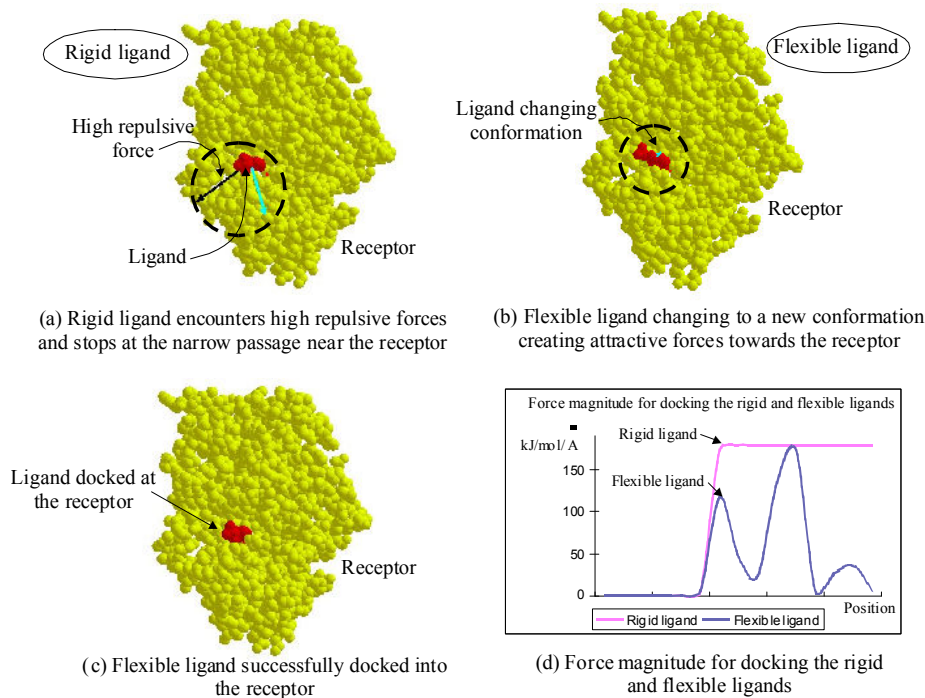 Rigid ligand
High repulsive
force
Ligand
Receptor
(a) Rigid ligand encounters high repulsive forces
and stops at the narrow passage near the receptor
Flexible ligand
Ligand changing
conformation
Receptor
(b) Flexible ligand changing to a new conformation
creating attractive forces towards the receptor
Ligand docked at
the receptor
Receptor
(c) Flexible ligand successfully docked into
the receptor
Force magnitude for docking the rigid and flexible ligands
kJ/mol/A
Rigid ligand
150
Flexible ligand
100
50
0
Position
Rigid ligand Flexible ligand
(d) Force magnitude for docking the rigid
and flexible ligands